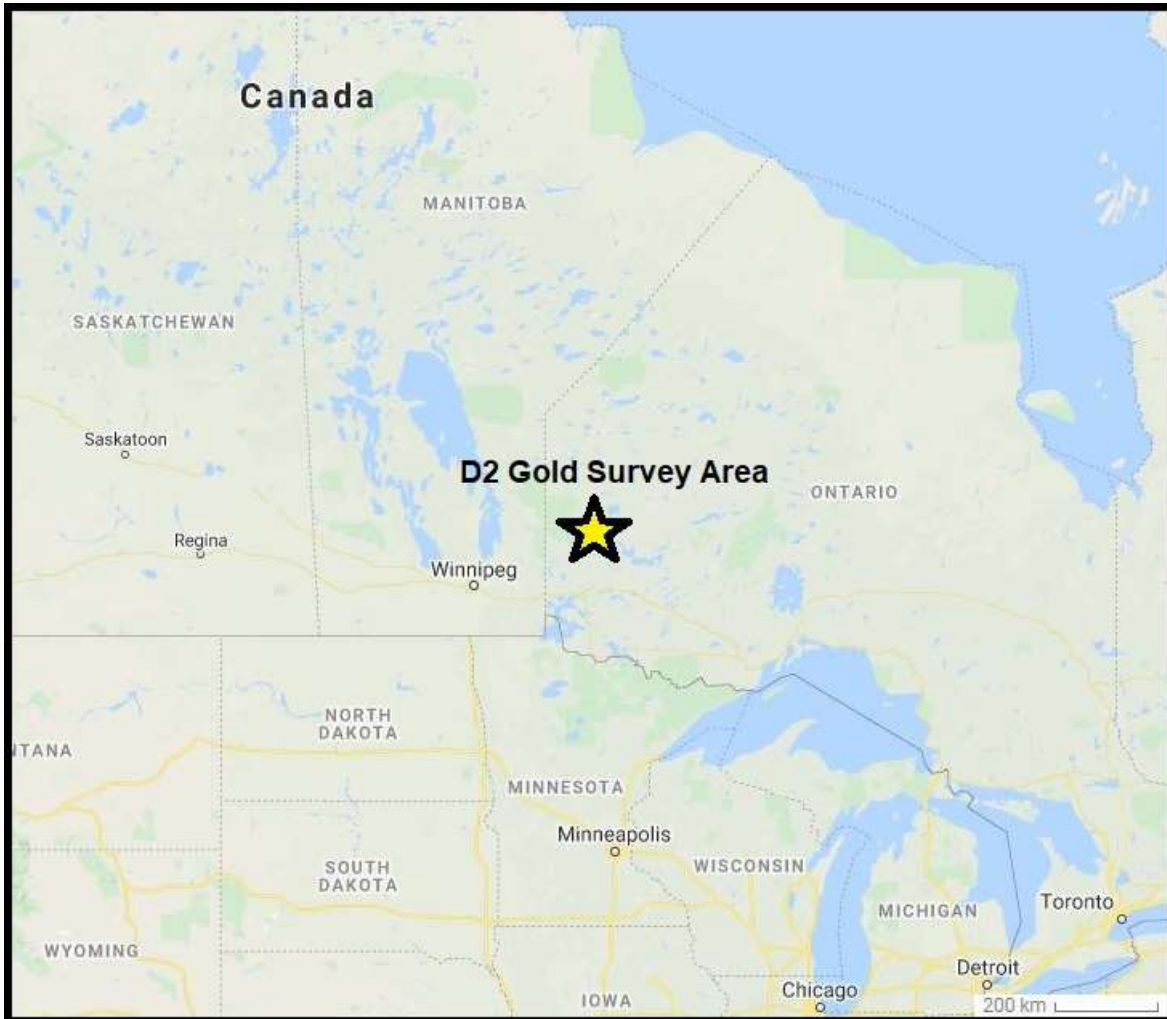 Canada
MANITOBA
SASKATCHEWAN
Saskatoon
D2 Gold Survey Area
ONTARIO
Regina
Winnipeg
NORTH
DAKOTA
NTANA
MINNESOTA
Minneapolis
WISCONSIN
SOUTH
DAKOTA
MICHIGAN
Toronto
WYOMING
Detroit
Chicago
IOWA
200 km